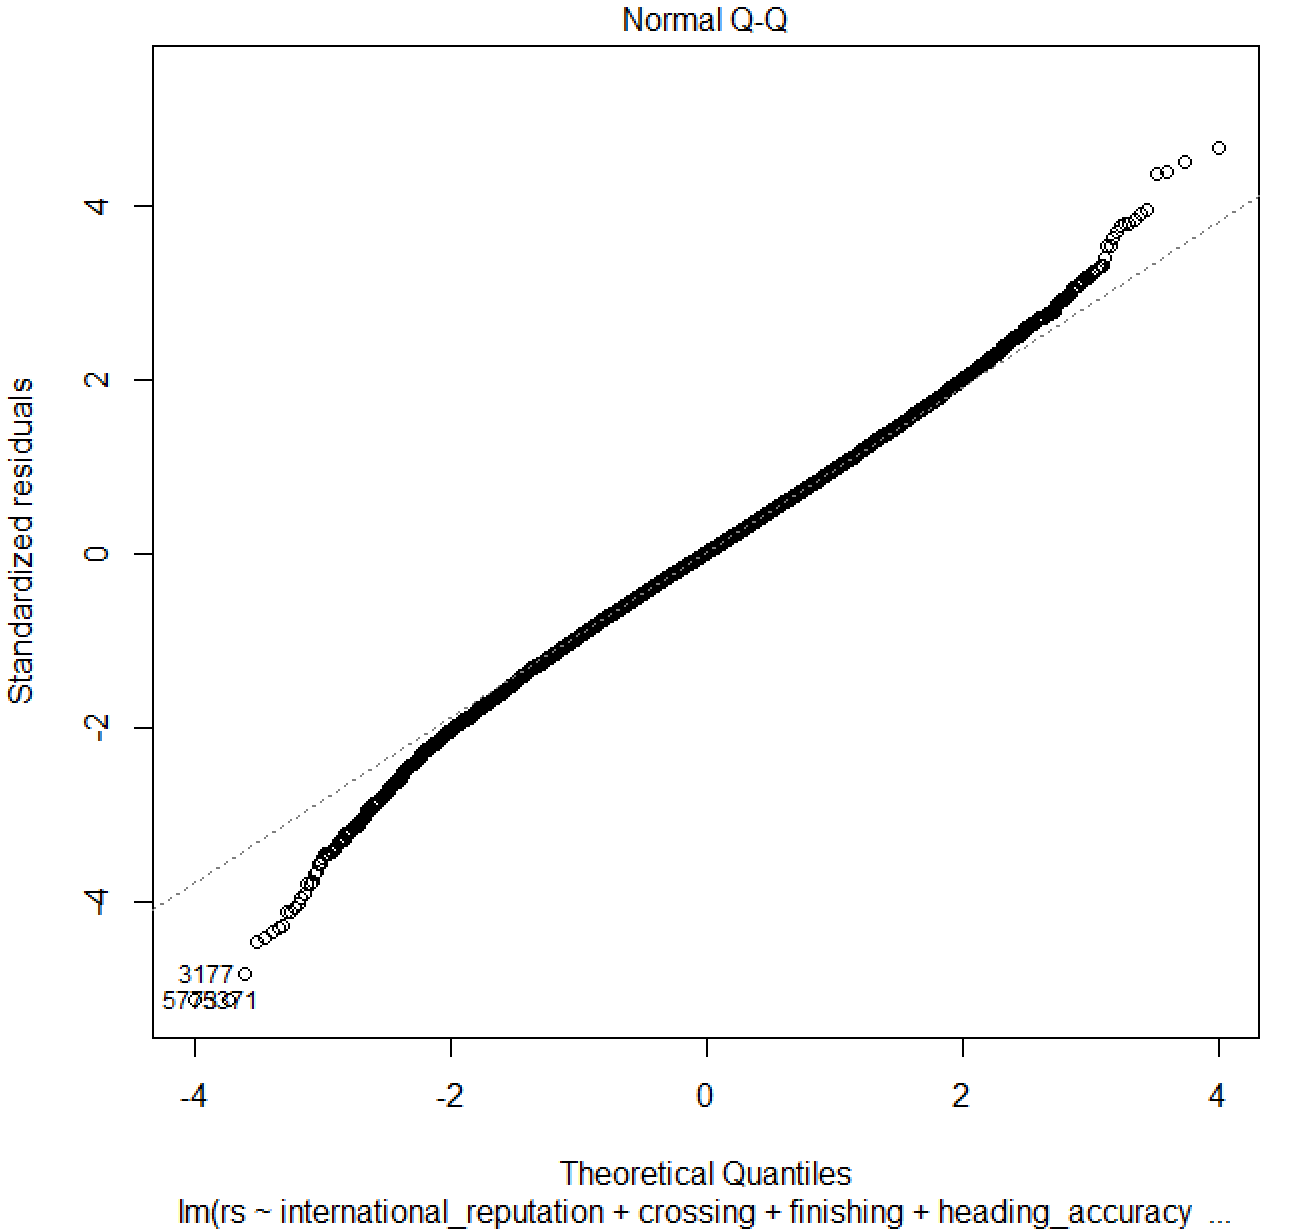 Normal Q-Q
Standardized residuals
4
2
0
-2
-4
3177
-4
-2
0
2
4
Theoretical Quantiles
lm(rs ~ international_reputation + crossing + finishing + heading_accuracy ...